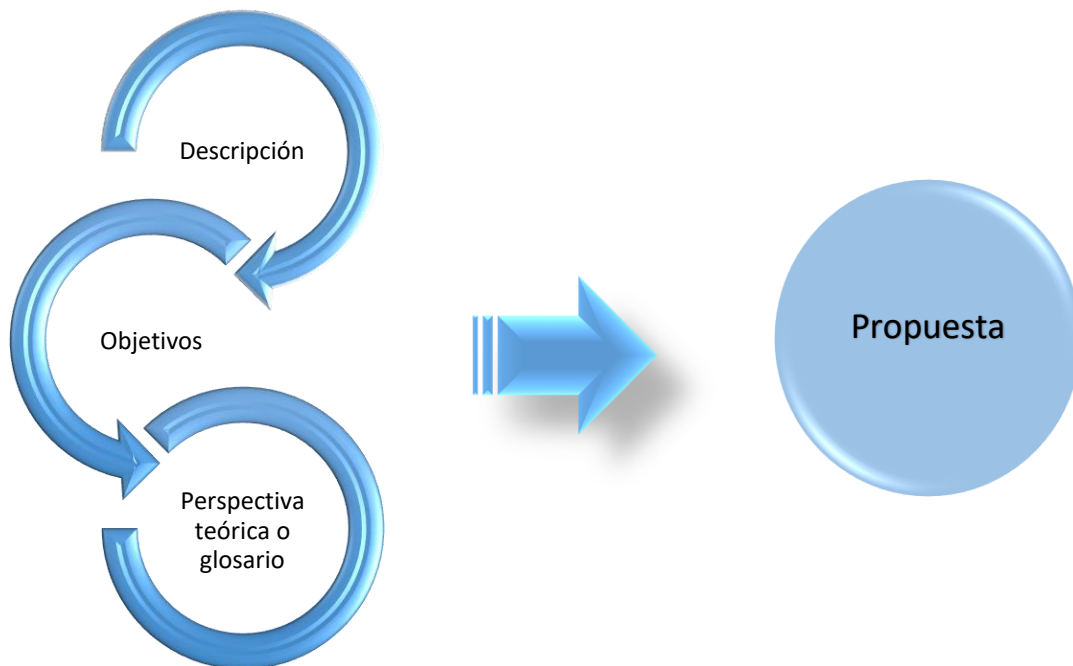 Descripción
Objetivos
Perspectiva
teórica o
glosario
Propuesta